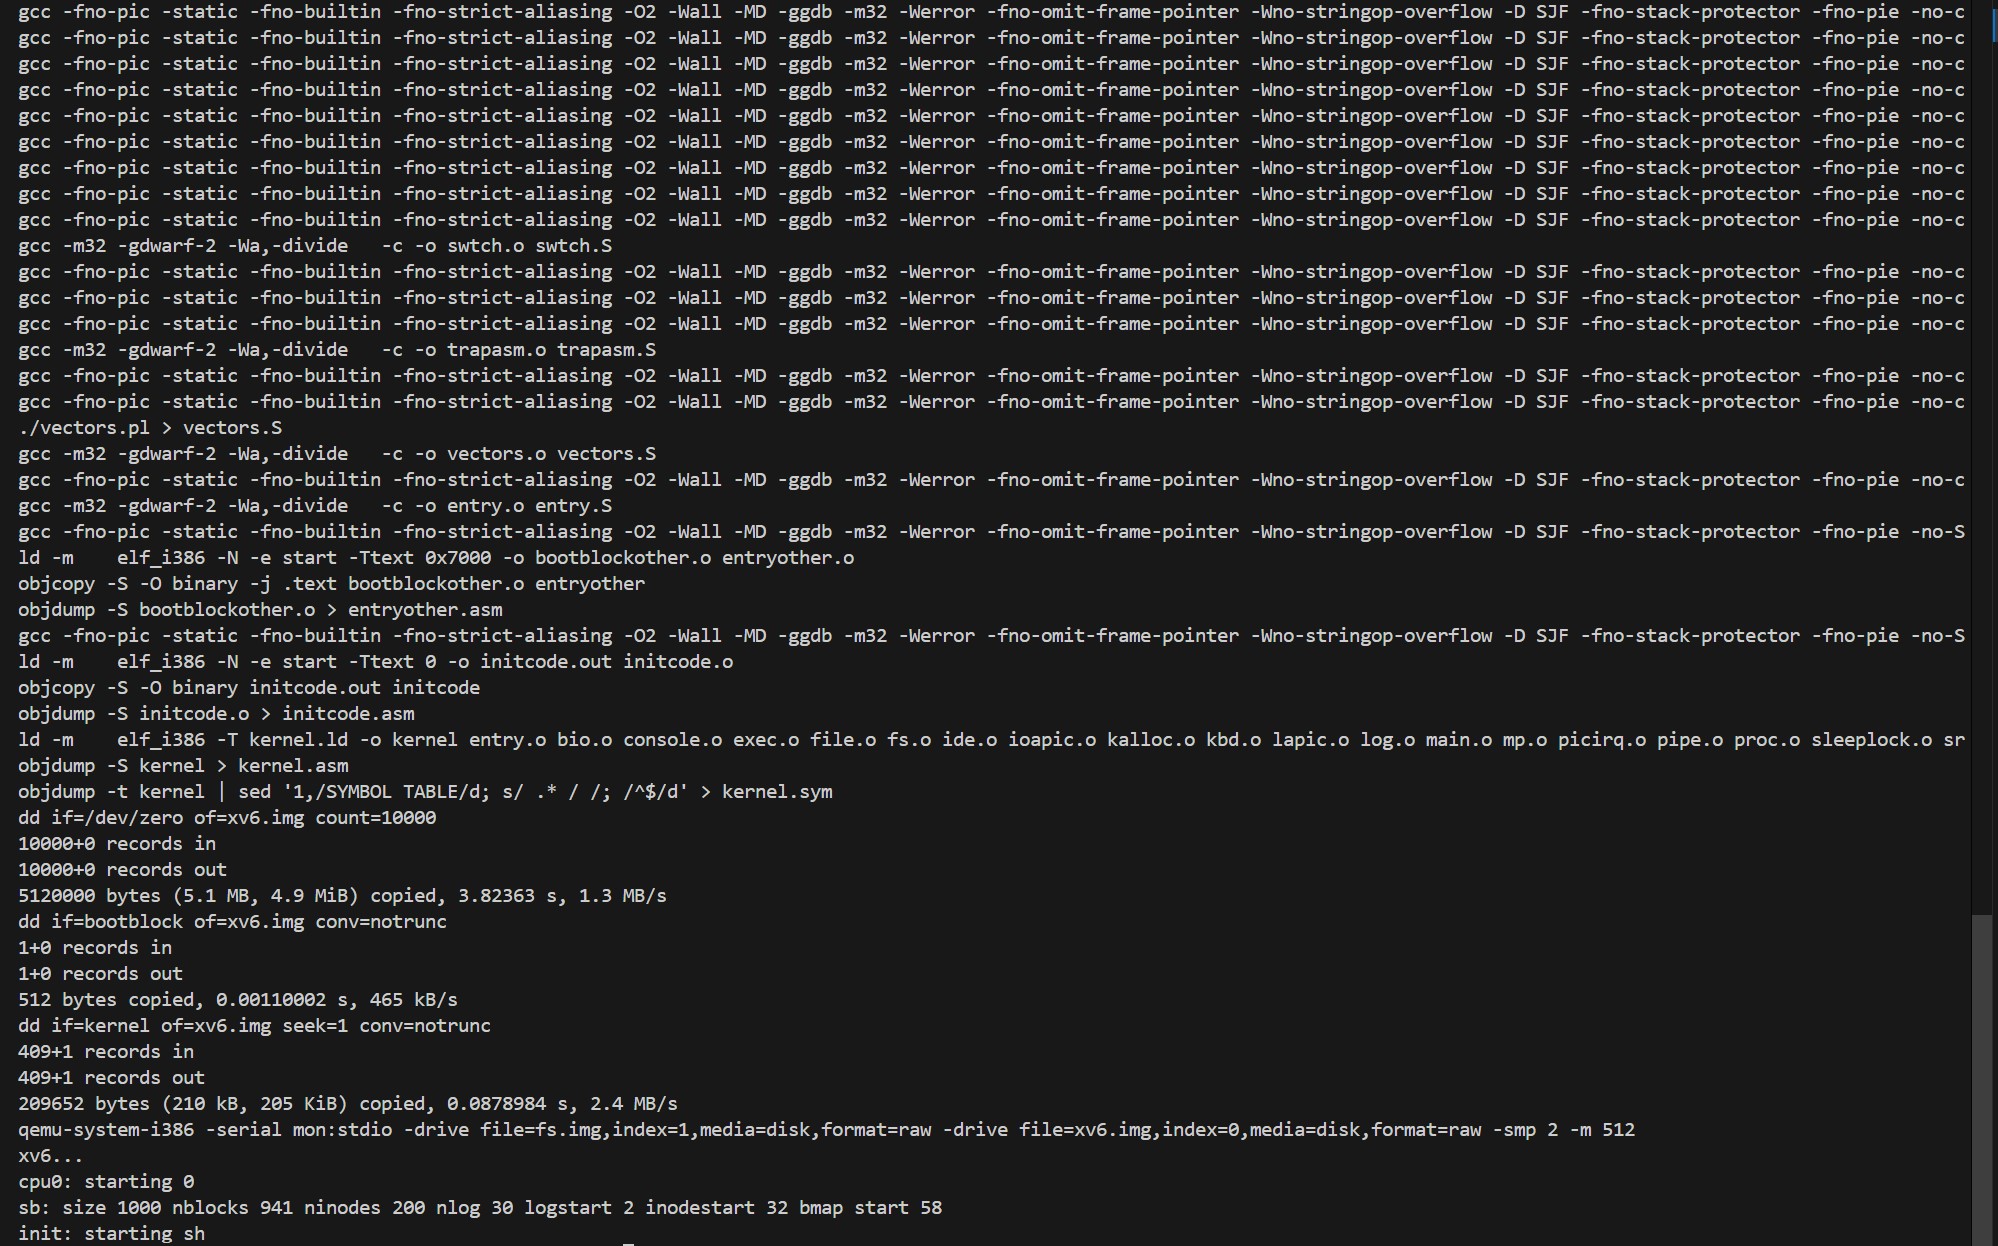 gcc -fno-pic -static -fno-builtin -fno-strict-aliasing -O2 -Wall -MD -ggdb -m32 -Werror -fno-omit-frame-pointer -Wno-stringop-overflow -D SJF -fno-stack-protector -fno-pie -no-c
gcc -fno-pic -static -fno-builtin -fno-strict-aliasing -O2 -Wall -MD -ggdb -m32 -Werror -fno-omit-frame-pointer -Wno-stringop-overflow -D SJF -fno-stack-protector -fno-pie -no-c
gcc -fno-pic -static -fno-builtin -fno-strict-aliasing -O2 -Wall -MD -ggdb -m32 -Werror -fno-omit-frame-pointer -Wno-stringop-overflow -D SJF -fno-stack-protector -fno-pie -no-c
gcc -fno-pic -static -fno-builtin -fno-strict-aliasing -O2 -Wall -MD -ggdb -m32 -Werror -fno-omit-frame-pointer -Wno-stringop-overflow -D SJF -fno-stack-protector -fno-pie -no-c
gcc -fno-pic -static -fno-builtin -fno-strict-aliasing -O2 -Wall -MD -ggdb -m32 -Werror -fno-omit-frame-pointer -Wno-stringop-overflow -D SJF -fno-stack-protector -fno-pie -no-c
gcc -fno-pic -static -fno-builtin -fno-strict-aliasing -O2 -Wall -MD -ggdb -m32 -Werror -fno-omit-frame-pointer -Wno-stringop-overflow -D SJF -fno-stack-protector -fno-pie -no-c
gcc -fno-pic -static -fno-builtin -fno-strict-aliasing -O2 -Wall -MD -ggdb -m32 -Werror -fno-omit-frame-pointer -Wno-stringop-overflow -D SJF -fno-stack-protector -fno-pie -no-c
gcc -fno-pic -static -fno-builtin -fno-strict-aliasing -O2 -Wall -MD -ggdb -m32 -Werror -fno-omit-frame-pointer -Wno-stringop-overflow -D SJF -fno-stack-protector -fno-pie -no-c
gcc -fno-pic -static -fno-builtin -fno-strict-aliasing -O2 -Wall -MD -ggdb -m32 -Werror -fno-omit-frame-pointer -Wno-stringop-overflow -D SJF -fno-stack-protector -fno-pie -no-c
gcc -m32 -gdwarf-2 -Wa,-divide   -c -o swtch.o swtch.S
gcc -fno-pic -static -fno-builtin -fno-strict-aliasing -O2 -Wall -MD -ggdb -m32 -Werror -fno-omit-frame-pointer -Wno-stringop-overflow -D SJF -fno-stack-protector -fno-pie -no-c
gcc -fno-pic -static -fno-builtin -fno-strict-aliasing -O2 -Wall -MD -ggdb -m32 -Werror -fno-omit-frame-pointer -Wno-stringop-overflow -D SJF -fno-stack-protector -fno-pie -no-c
gcc -fno-pic -static -fno-builtin -fno-strict-aliasing -O2 -Wall -MD -ggdb -m32 -Werror -fno-omit-frame-pointer -Wno-stringop-overflow -D SJF -fno-stack-protector -fno-pie -no-c
gcc -m32 -gdwarf-2 -Wa,-divide   -c -o trapasm.o trapasm.S
gcc -fno-pic -static -fno-builtin -fno-strict-aliasing -O2 -Wall -MD -ggdb -m32 -Werror -fno-omit-frame-pointer -Wno-stringop-overflow -D SJF -fno-stack-protector -fno-pie -no-c
gcc -fno-pic -static -fno-builtin -fno-strict-aliasing -O2 -Wall -MD -ggdb -m32 -Werror -fno-omit-frame-pointer -Wno-stringop-overflow -D SJF -fno-stack-protector -fno-pie -no-c
./vectors.pl > vectors.S
gcc -m32 -gdwarf-2 -Wa,-divide   -c -o vectors.o vectors.S
gcc -fno-pic -static -fno-builtin -fno-strict-aliasing -O2 -Wall -MD -ggdb -m32 -Werror -fno-omit-frame-pointer -Wno-stringop-overflow -D SJF -fno-stack-protector -fno-pie -no-c
gcc -m32 -gdwarf-2 -Wa,-divide   -c -o entry.o entry.S
gcc -fno-pic -static -fno-builtin -fno-strict-aliasing -O2 -Wall -MD -ggdb -m32 -Werror -fno-omit-frame-pointer -Wno-stringop-overflow -D SJF -fno-stack-protector -fno-pie -no-S
ld -m    elf_i386 -N -e start -Ttext 0x7000 -o bootblockother.o entryother.o
objcopy -S -O binary -j .text bootblockother.o entryother
objdump -S bootblockother.o > entryother.asm
gcc -fno-pic -static -fno-builtin -fno-strict-aliasing -O2 -Wall -MD -ggdb -m32 -Werror -fno-omit-frame-pointer -Wno-stringop-overflow -D SJF -fno-stack-protector -fno-pie -no-S
ld -m    elf_i386 -N -e start -Ttext 0 -o initcode.out initcode.o
objcopy -S -O binary initcode.out initcode
objdump -S initcode.o > initcode.asm
ld -m    elf_i386 -T kernel.ld -o kernel entry.o bio.o console.o exec.o file.o fs.o ide.o ioapic.o kalloc.o kbd.o lapic.o log.o main.o mp.o picirq.o pipe.o proc.o sleeplock.o sr
objdump -S kernel > kernel.asm
objdump -t kernel | sed '1,/SYMBOL TABLE/d; s/ .* / /; /^$/d' > kernel.sym
dd if=/dev/zero of=xv6.img count=10000
10000+0 records in
10000+0 records out
5120000 bytes (5.1 MB, 4.9 MiB) copied, 3.82363 s, 1.3 MB/s
dd if=bootblock of=xv6.img conv=notrunc
1+0 records in
1+0 records out
512 bytes copied, 0.00110002 s, 465 kB/s
dd if=kernel of=xv6.img seek=1 conv=notrunc
409+1 records in
409+1 records out
209652 bytes (210 kB, 205 KiB) copied, 0.0878984 s, 2.4 MB/s
qemu-system-i386 -serial mon:stdio -drive file=fs.img,index=1,media=disk,format=raw -drive file=xv6.img,index=0,media=disk,format=raw -smp 2 -m 512
xv6...
cpu0: starting 0
sb: size 1000 nblocks 941 ninodes 200 nlog 30 logstart 2 inodestart 32 bmap start 58
init: starting sh